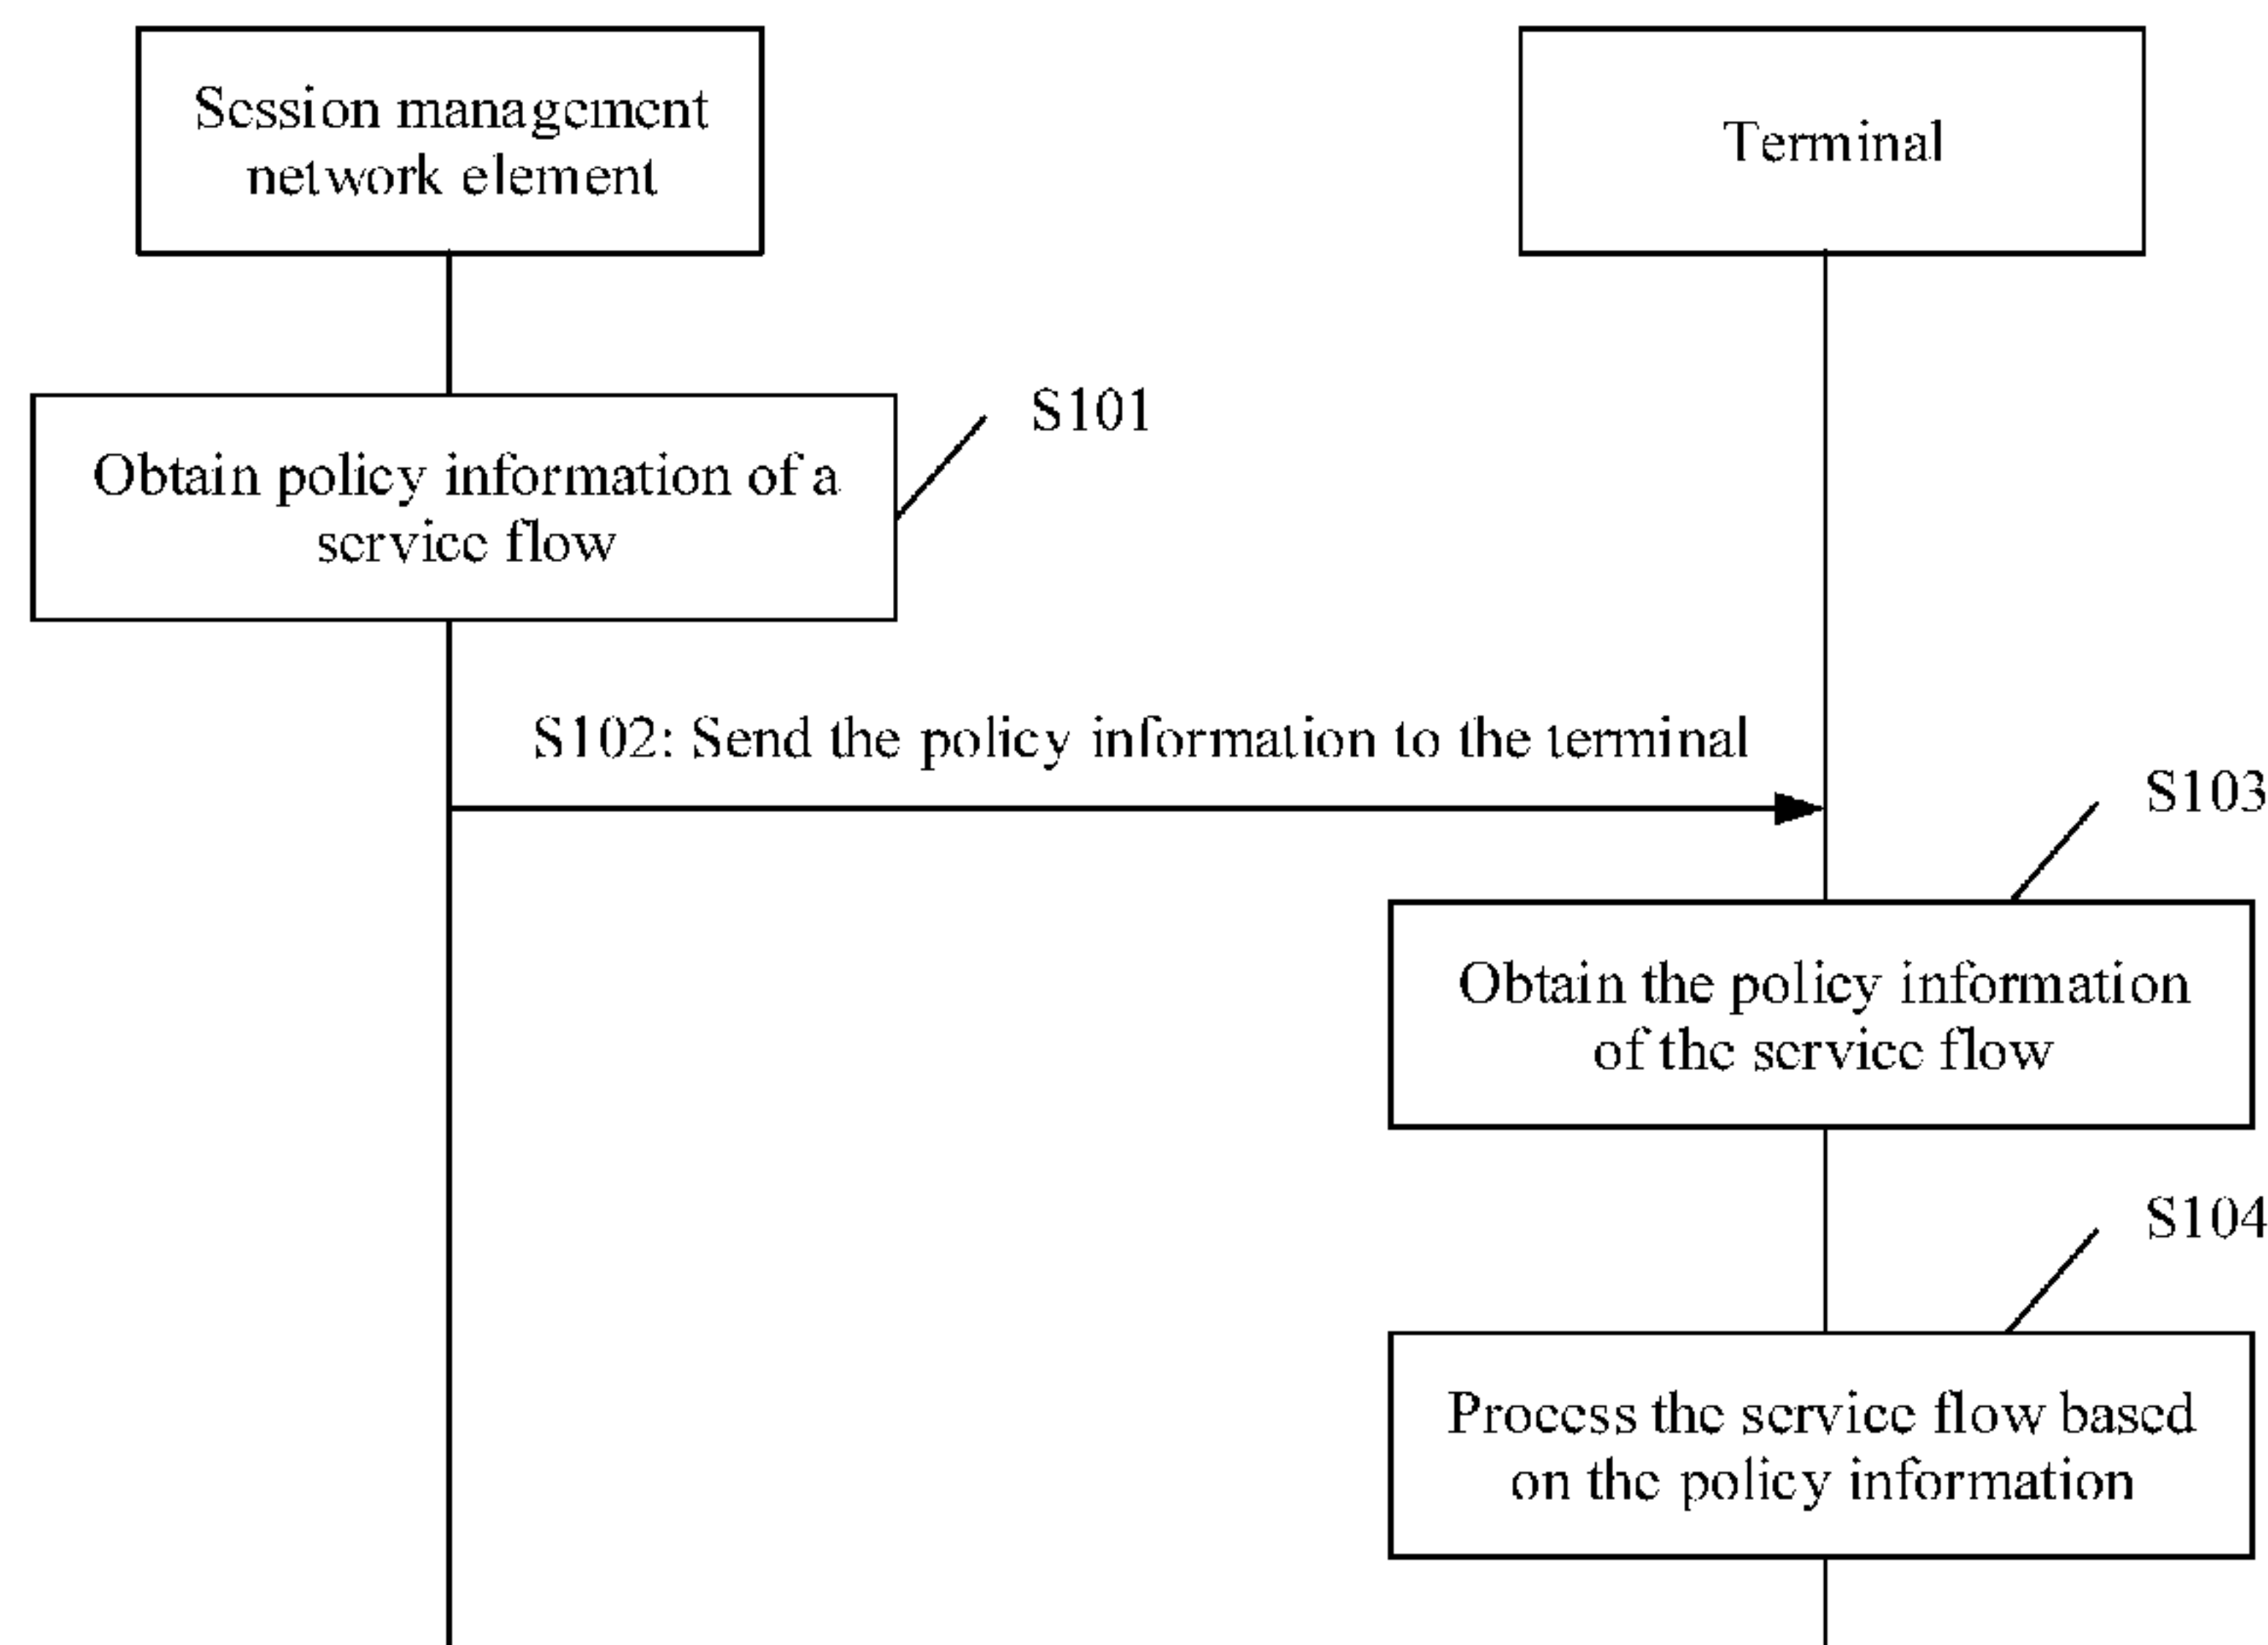 Session management
network element
Terminal
S101
Obtain policy information of a
service flow
S102: Send the policy information to the terminal
S103
Obtain the policy information
of the service flow
S104
Process the service flow based
on the policy information